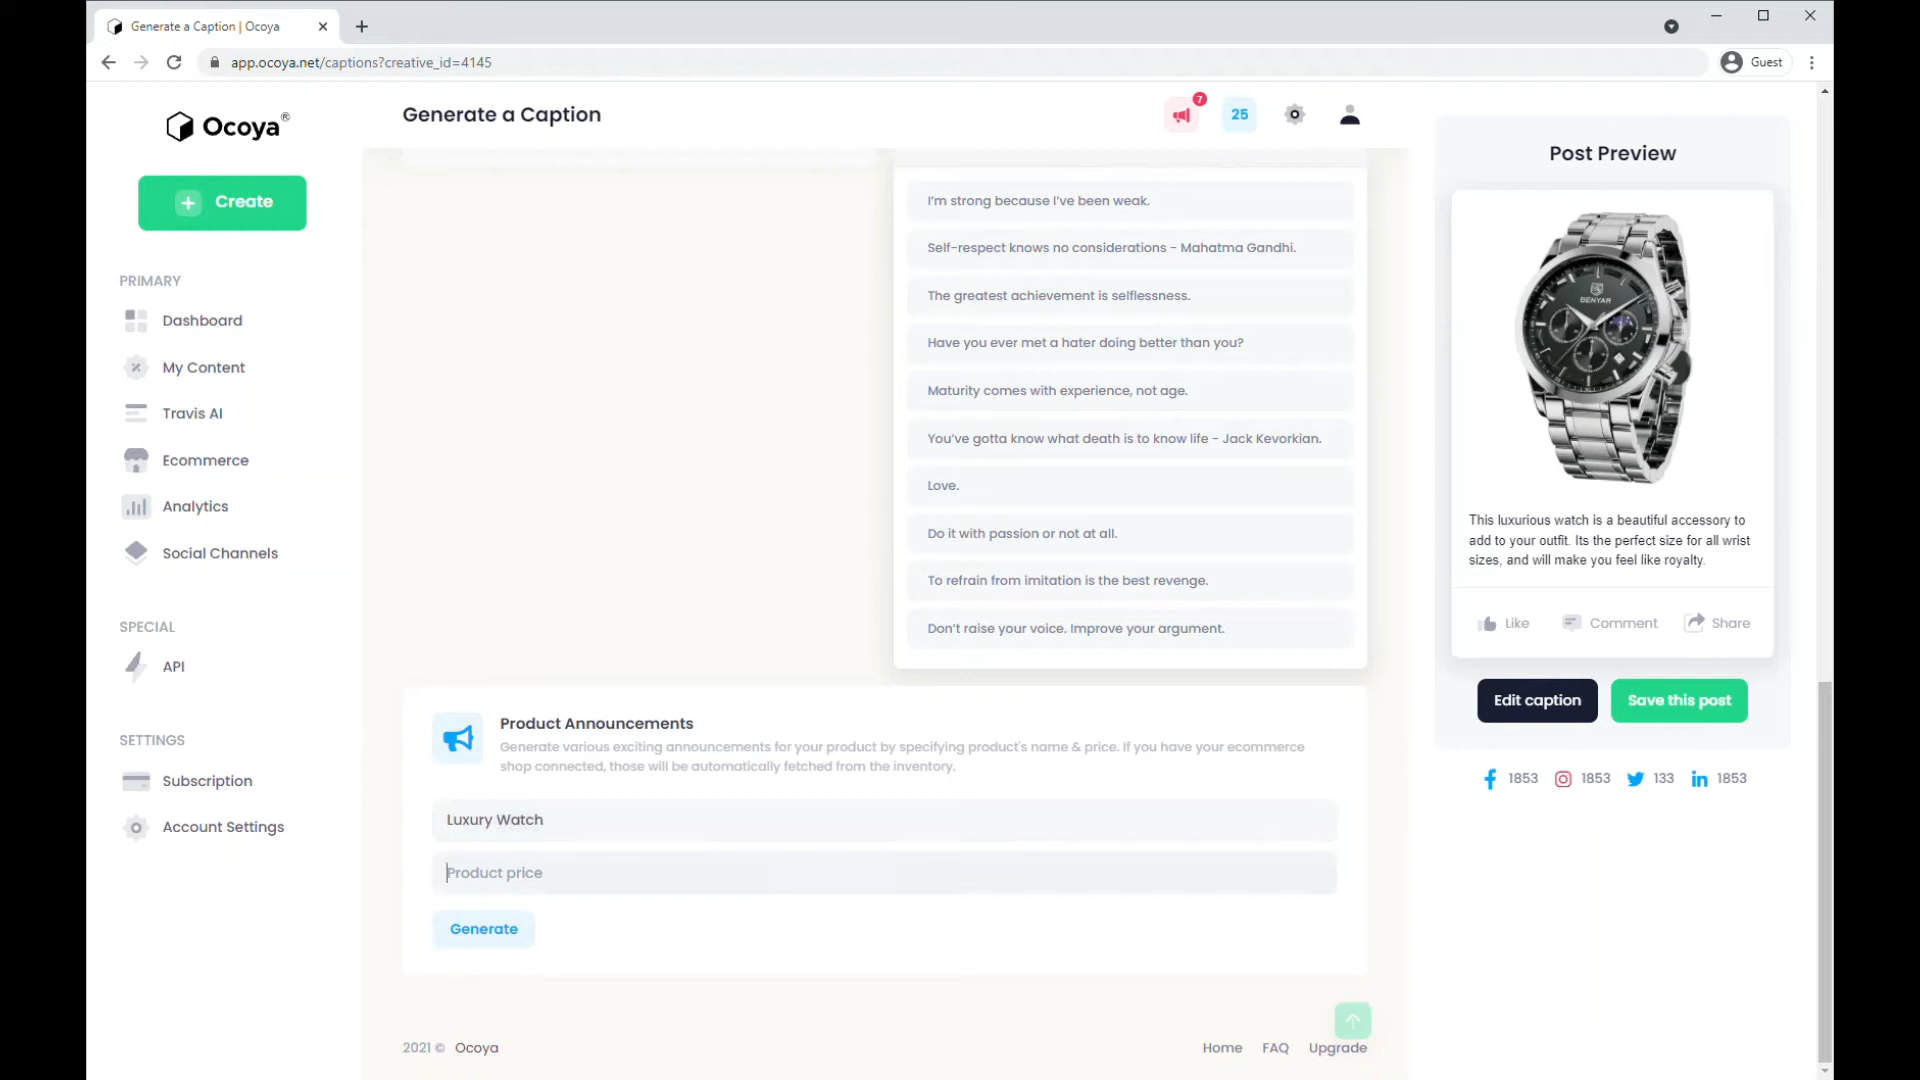 Generate a Caption | Ocoya
app.ocoya.net/captions?creative_id=4145
Guest
Ocoya®
Generate a Caption
7
25
Create
PRIMARY
Dashboard
My Content
Travis AI
Ecommerce
Analytics
Social Channels
SPECIAL
API
SETTINGS
Subscription
Account Settings
I'm strong because I've been weak.
Self-respect knows no considerations - Mahatma Gandhi.
The greatest achievement is selflessness.
Have you ever met a hater doing better than you?
Maturity comes with experience, not age.
You've gotta know what death is to know life - Jack Kevorkian.
Love.
Do it with passion or not at all.
To refrain from imitation is the best revenge.
Don't raise your voice. Improve your argument.
Product Announcements
Generate various exciting announcements for your product by specifying product's name & price. If you have your ecommerce
shop connected, those will be automatically fetched from the inventory.
Luxury Watch
Product price
Generate
2021 © Ocoya
Home FAQ Upgrade
Post Preview
BENYAR
This luxurious watch is a beautiful accessory to
add to your outfit. Its the perfect size for all wrist
sizes, and will make you feel like royalty.
Like Comment Share
Edit caption Save this post
1853 1853 133 1853